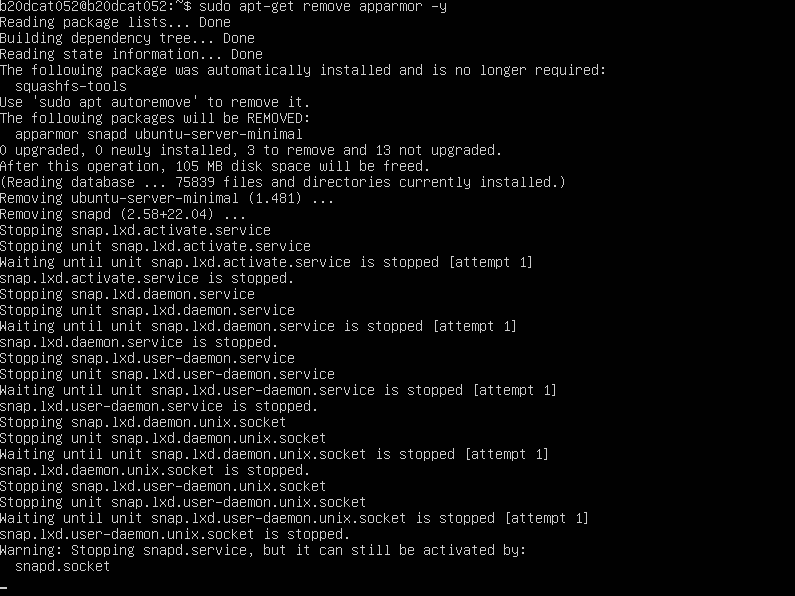 b20dcat052@b20dcat052:~$ sudo apt-get remove apparmor -y
Reading package lists... Done
Building dependency tree... Done
Reading state information... Done
The following package was automatically installed and is no longer required:
  squashfs-tools
Use 'sudo apt autoremove' to remove it.
The following packages will be REMOVED:
  apparmor snapd ubuntu-server-minimal
0 upgraded, 0 newly installed, 3 to remove and 13 not upgraded.
After this operation, 105 MB disk space will be freed.
(Reading database ... 75839 files and directories currently installed.)
Removing ubuntu-server-minimal (1.481) ...
Removing snapd (2.58+22.04) ...
Stopping snap.lxd.activate.service
Stopping unit snap.lxd.activate.service
Waiting until unit snap.lxd.activate.service is stopped [attempt 1]
snap.lxd.activate.service is stopped.
Stopping snap.lxd.daemon.service
Stopping unit snap.lxd.daemon.service
Waiting until unit snap.lxd.daemon.service is stopped [attempt 1]
snap.lxd.daemon.service is stopped.
Stopping snap.lxd.user-daemon.service
Stopping unit snap.lxd.user-daemon.service
Waiting until unit snap.lxd.user-daemon.service is stopped [attempt 1]
snap.lxd.user-daemon.service is stopped.
Stopping snap.lxd.daemon.unix.socket
Stopping unit snap.lxd.daemon.unix.socket
Waiting until unit snap.lxd.daemon.unix.socket is stopped [attempt 1]
snap.lxd.daemon.unix.socket is stopped.
Stopping snap.lxd.user-daemon.unix.socket
Stopping unit snap.lxd.user-daemon.unix.socket
Waiting until unit snap.lxd.user-daemon.unix.socket is stopped [attempt 1]
snap.lxd.user-daemon.unix.socket is stopped.
Warning: Stopping snapd.service, but it can still be activated by:
  snapd.socket